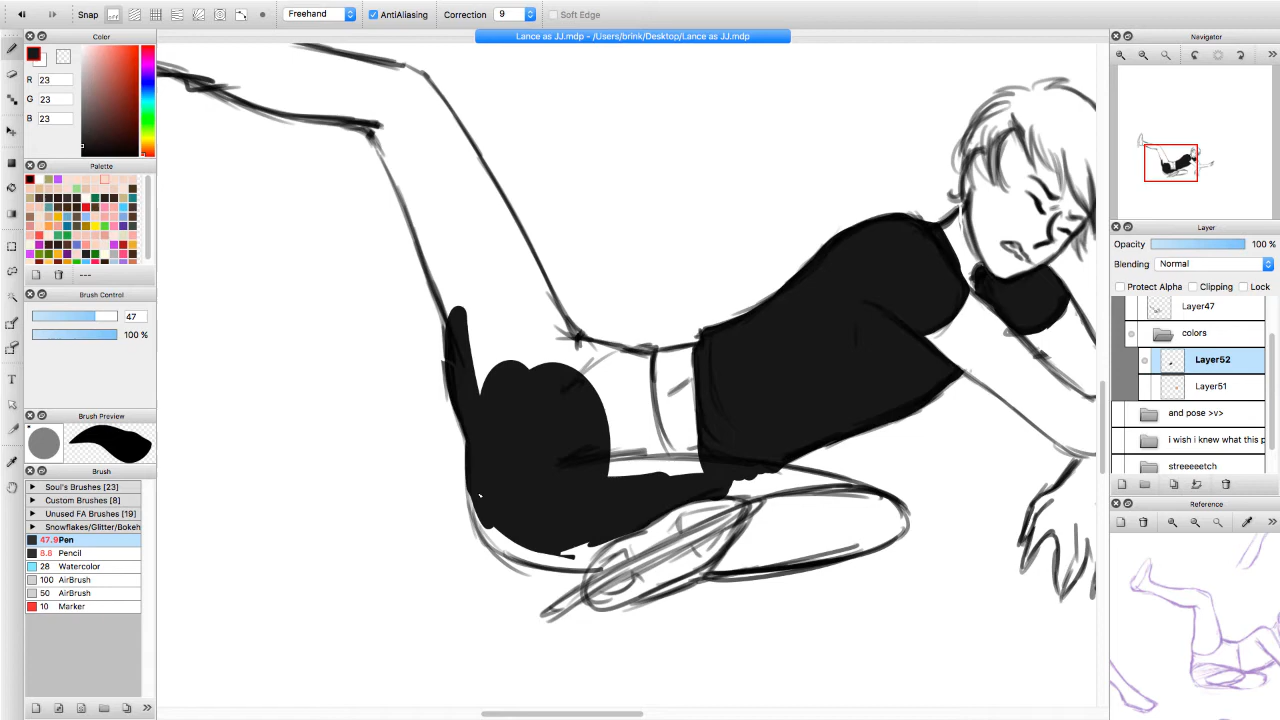 Snap off Freehand AntiAliasing Correction 9 Soft Edge
Lance as JJ.mdp - /Users/brink/Desktop/Lance as JJ.mdp
Color
R 23
G 23
B 23
Palette
---
Brush Control
47
100 %
Brush Preview
Brush
Soul's Brushes [23]
Custom Brushes [8]
Unused FA Brushes [19]
Snowflakes/Glitter/Bokeh
47.9 Pen
8.8 Pencil
28 Watercolor
100 AirBrush
50 AirBrush
10 Marker
Navigator
Layer
Opacity 100 %
Blending Normal
Protect Alpha Clipping Lock
Layer47
colors
Layer52
Layer51
and pose >v>
i wish i knew what this p
streeeeetch
Reference